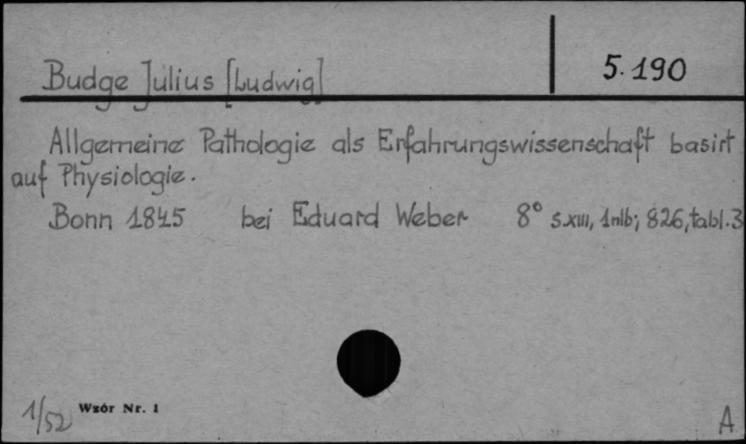 Budge Julius [Ludwig]
5.190
Allgemeine Pathologie als Erfahrungswissenschaft basirt
auf Physiologie.
Bonn 1845 bei Eduard Weber 8° s.XIII, 1nlb; 826, tabl.3
1/52 Wzór Nr. 1
A